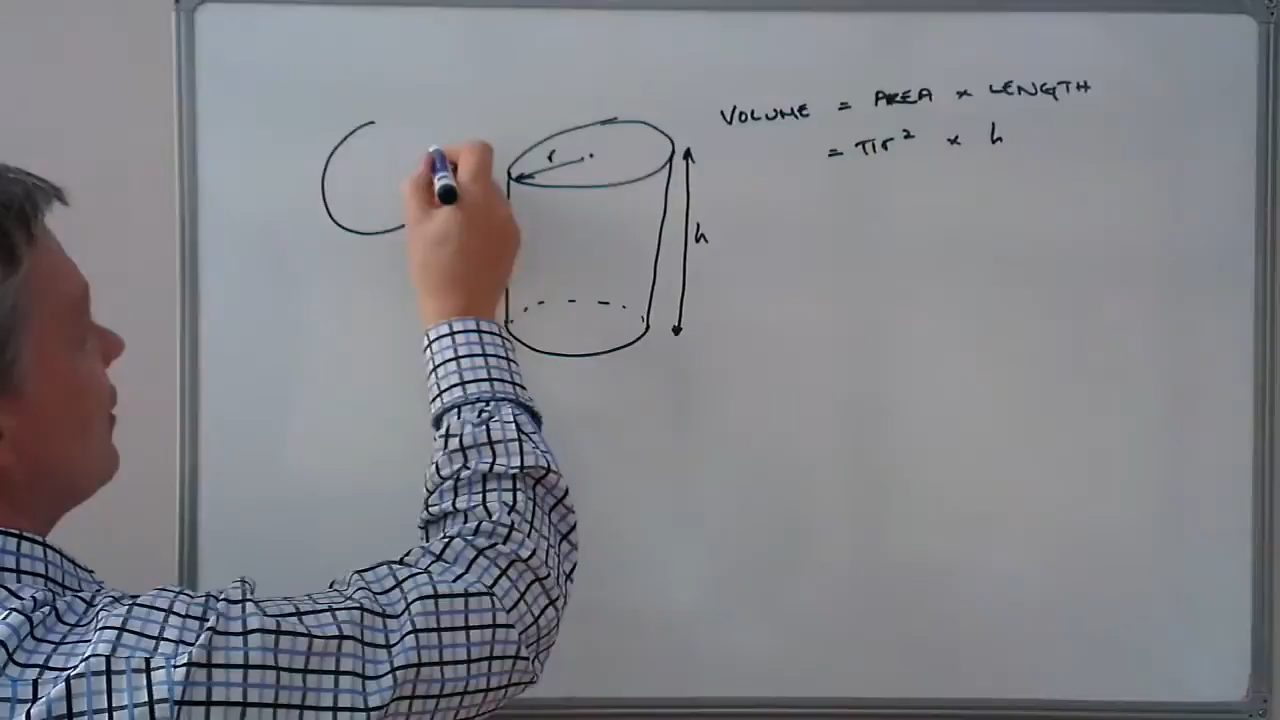 VOLUME = AREA × LENGTH
= πr² × h
r
h